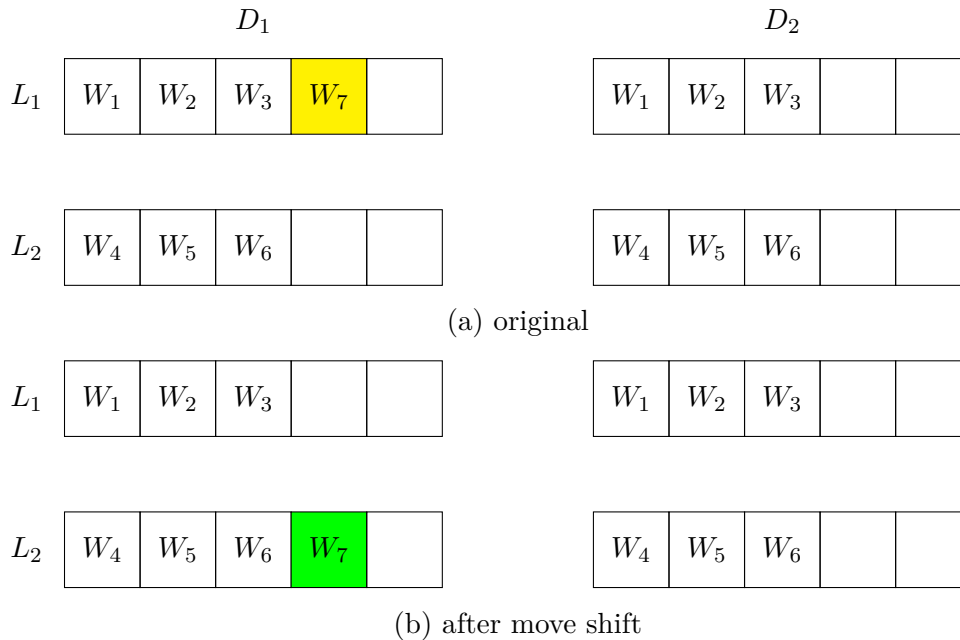 D₁ D₂
L₁ W₁ W₂ W₃ W₇ W₁ W₂ W₃
L₂ W₄ W₅ W₆ W₄ W₅ W₆
(a) original
L₁ W₁ W₂ W₃ W₁ W₂ W₃
L₂ W₄ W₅ W₆ W₇ W₄ W₅ W₆
(b) after move shift